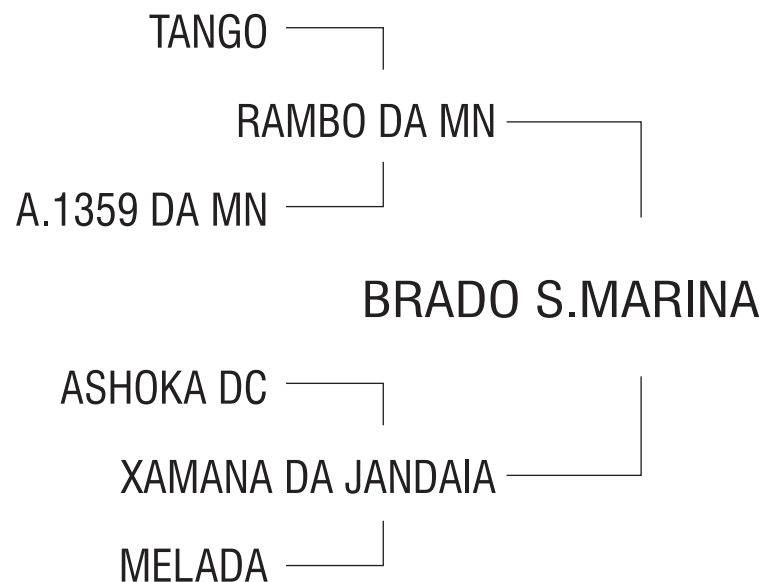 TANGO
RAMBO DA MN
A.1359 DA MN
BRADO S.MARINA
ASHOKA DC
XAMANA DA JANDAIA
MELADA